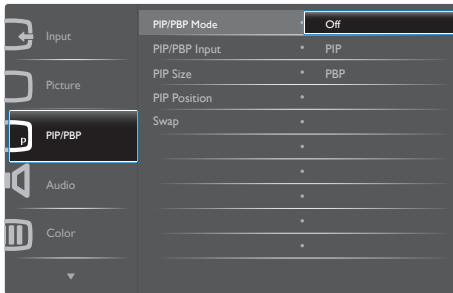 Input
Picture
P
PIP/PBP
Audio
Color
PIP/PBP Mode • Off
PIP/PBP Input • PIP
PIP Size • PBP
PIP Position •
Swap •
•
•
•
•
•